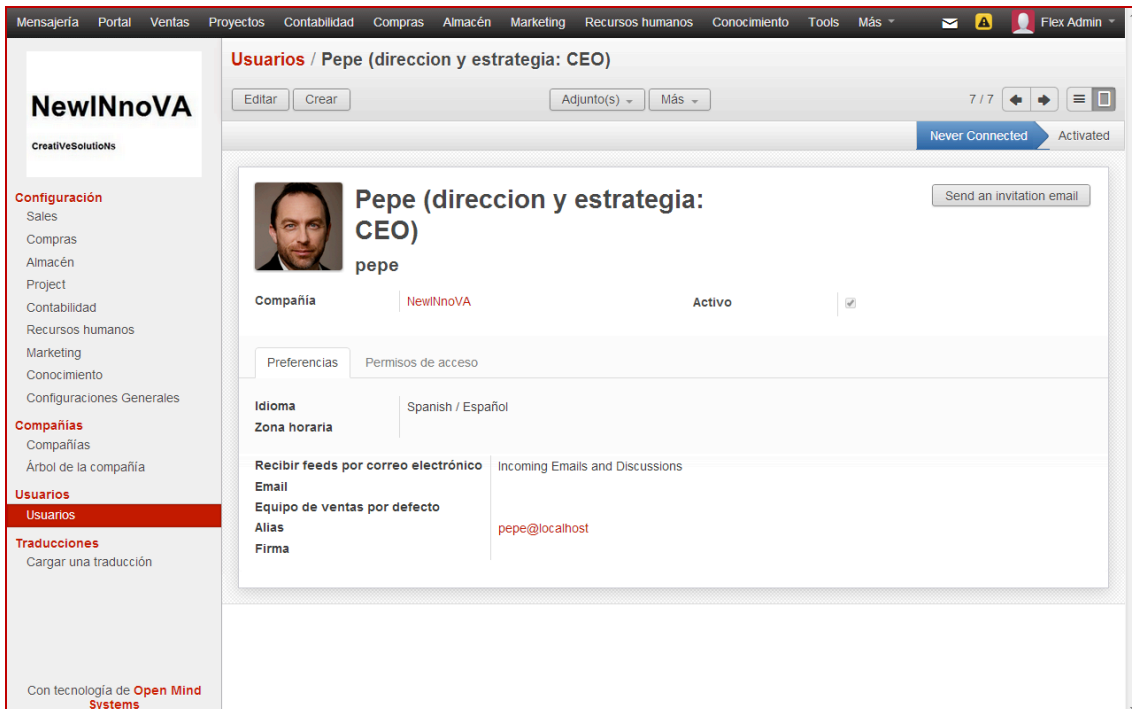 Mensajería Portal Ventas Proyectos Contabilidad Compras Almacén Marketing Recursos humanos Conocimiento Tools Más Flex Admin
NewINnoVA
CreatiVeSolutioNs
Configuración
Sales
Compras
Almacén
Project
Contabilidad
Recursos humanos
Marketing
Conocimiento
Configuraciones Generales
Compañías
Compañías
Árbol de la compañía
Usuarios
Usuarios
Traducciones
Cargar una traducción
Con tecnología de Open Mind
Systems
Usuarios / Pepe (direccion y estrategia: CEO)
Editar Crear Adjunto(s) Más 7 / 7
Never Connected Activated
Send an invitation email
Pepe (direccion y estrategia:
CEO)
pepe
Compañía NewINnoVA Activo
Preferencias Permisos de acceso
Idioma Spanish / Español
Zona horaria
Recibir feeds por correo electrónico Incoming Emails and Discussions
Email
Equipo de ventas por defecto
Alias pepe@localhost
Firma